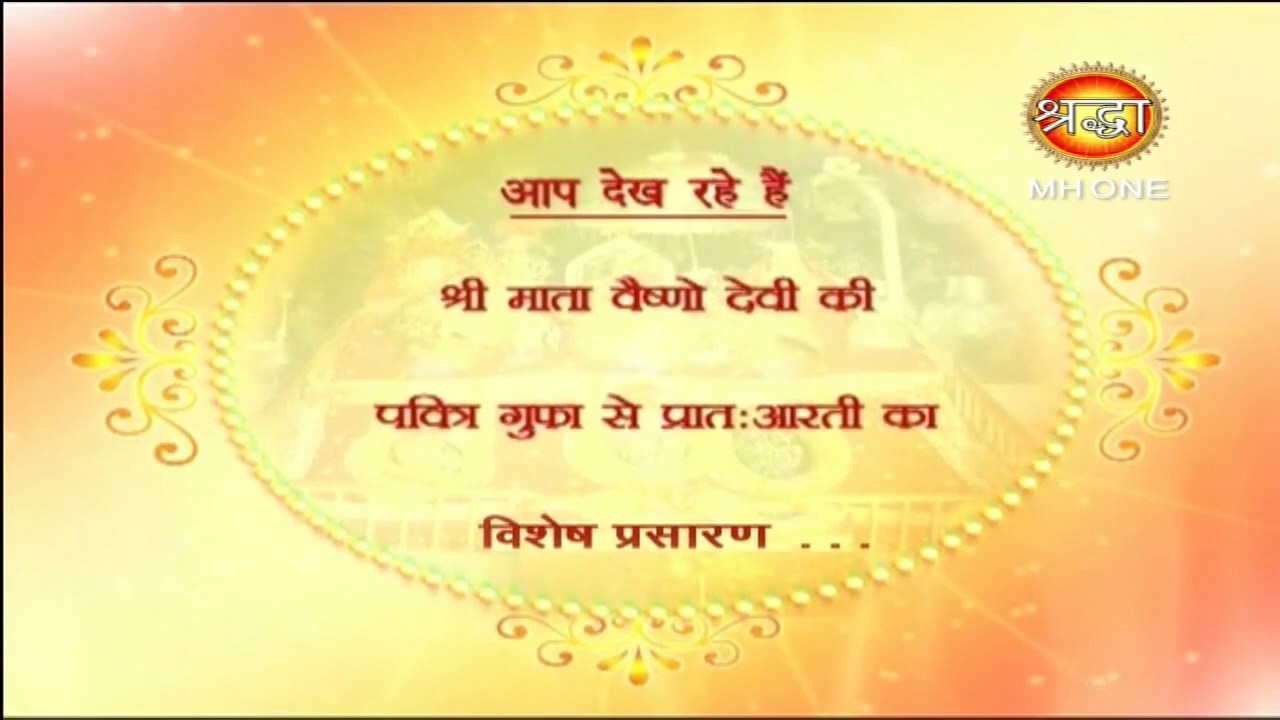 श्रद्धा
MH ONE
आप देख रहे हैं
श्री माता वैष्णो देवी की
पवित्र गुफा से प्रातःआरती का
विशेष प्रसारण ...